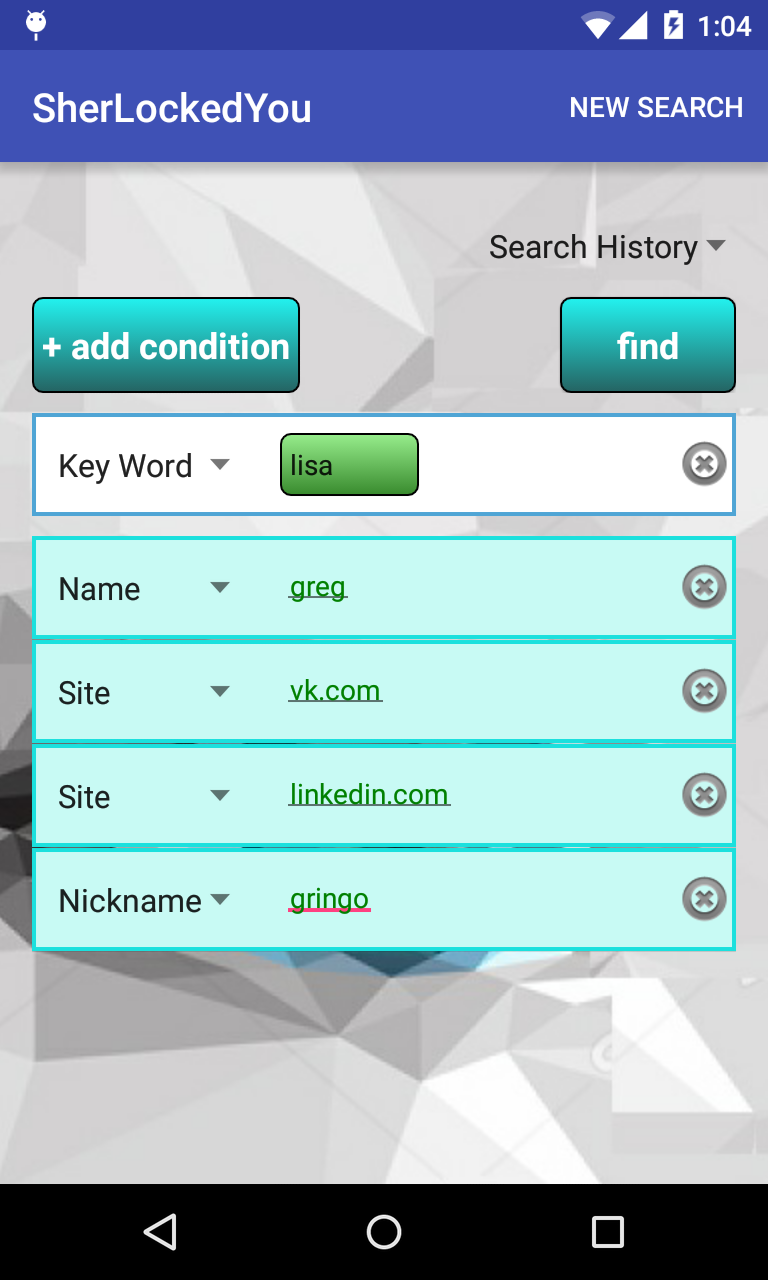 1:04
SherLockedYou NEW SEARCH
Search History
+ add condition find
Key Word lisa
Name greg
Site vk.com
Site linkedin.com
Nickname gringo